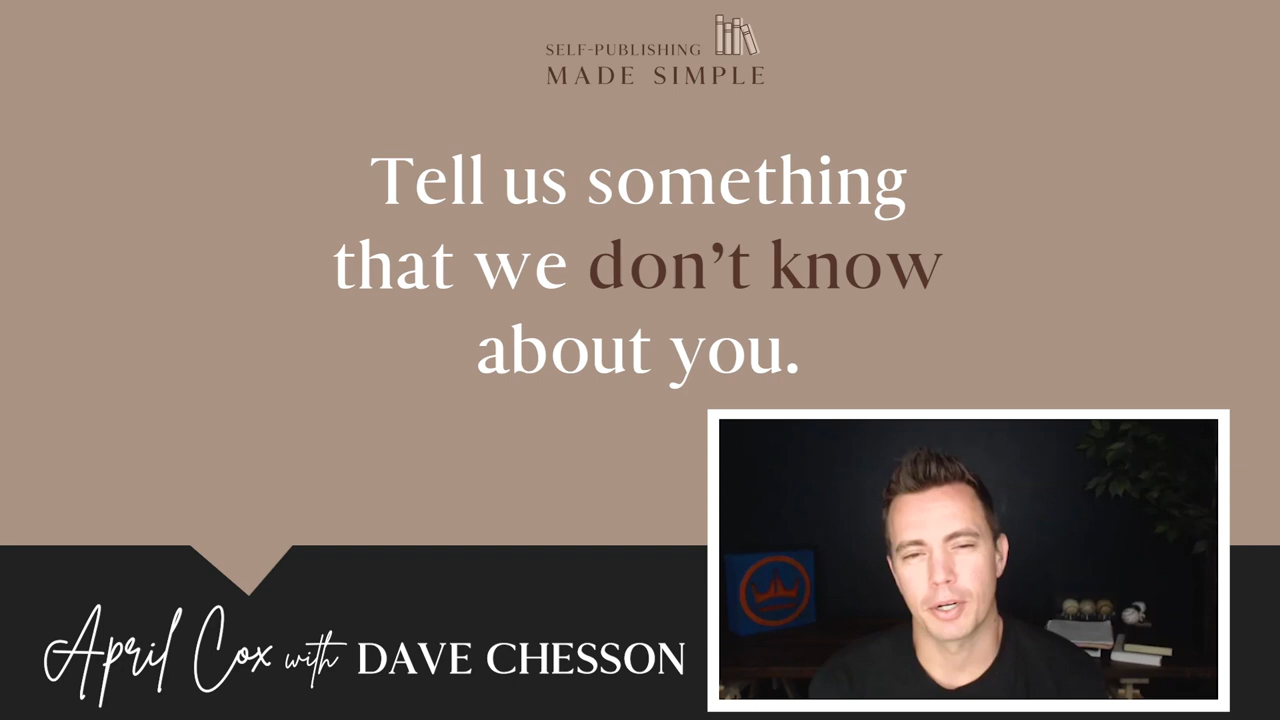 SELF-PUBLISHING
MADE SIMPLE
Tell us something
that we don’t know
about you.
April Cox with DAVE CHESSON